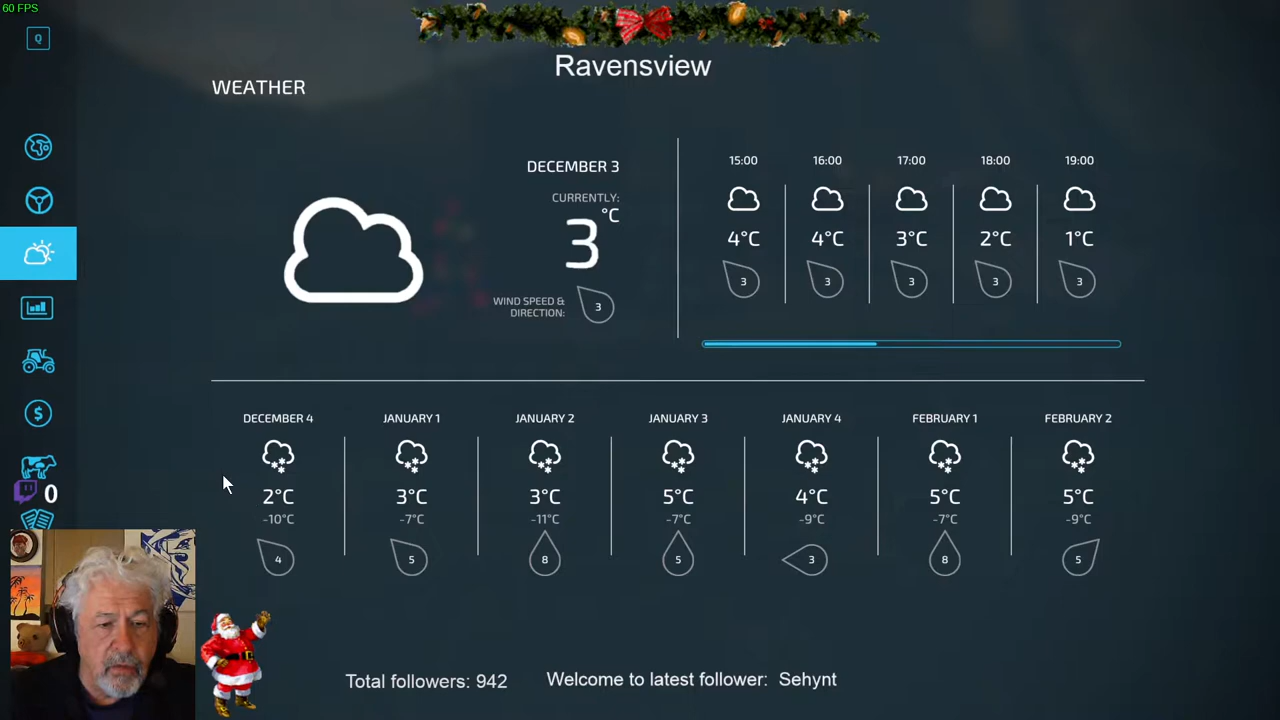 60 FPS
Q
Ravensview
WEATHER
DECEMBER 3
CURRENTLY:
3 °C
WIND SPEED &
DIRECTION:
3
15:00 16:00 17:00 18:00 19:00
4°C 4°C 3°C 2°C 1°C
3 3 3 3 3
DECEMBER 4 JANUARY 1 JANUARY 2 JANUARY 3 JANUARY 4 FEBRUARY 1 FEBRUARY 2
2°C 3°C 3°C 5°C 4°C 5°C 5°C
-10°C -7°C -11°C -7°C -9°C -7°C -9°C
4 5 8 5 3 8 5
0
Total followers: 942 Welcome to latest follower: Sehynt